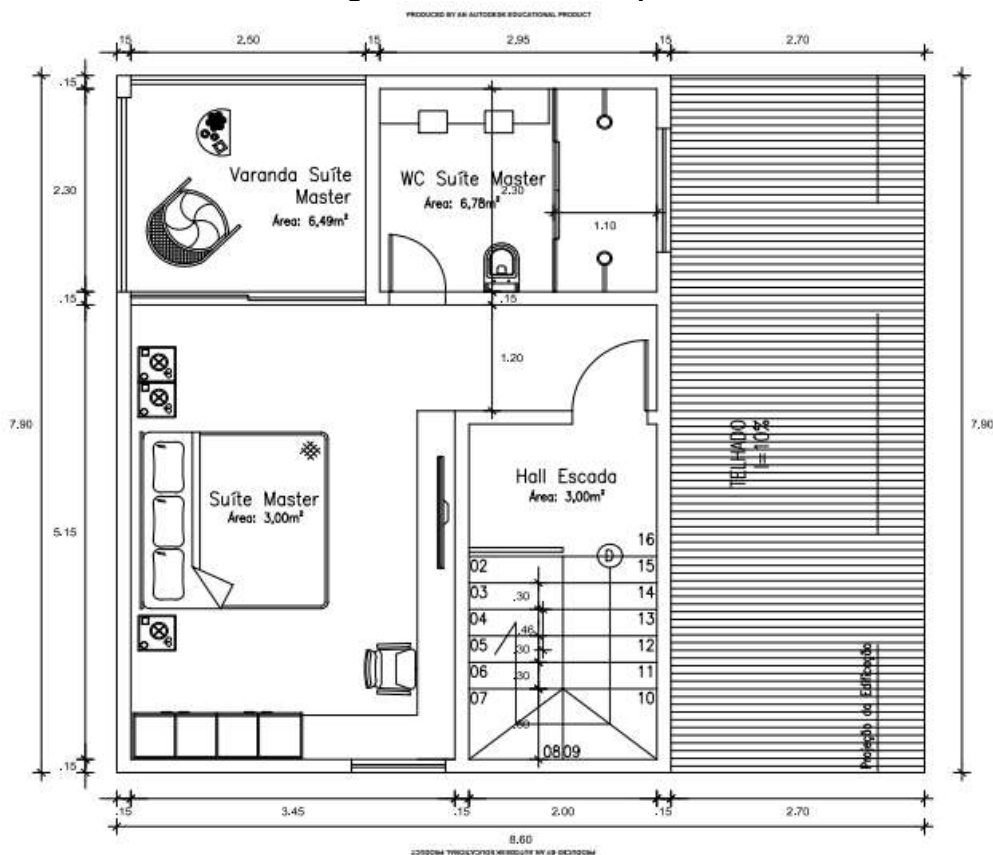 PRODUCED BY AN AUTODESK EDUCATIONAL PRODUCT
.15 2.50 .15 2.95 .15 2.70
.15
2.30
.15
7.90
5.15
.15
Varanda Suíte
Master
Área: 6,49m²
WC Suíte Master
2.30
Área: 6,78m²
1.10
.15
1.20
7.90
TELHADO
i=10%
Hall Escada
Área: 3,00m²
Suíte Master
Área: 3,00m²
16
D
02 15
03 .30 14
04 .46 13
05 .30 12
06 .30 11
07 10
.60
08 09
Projeção da Edificação
.15 3.45 .15 2.00 .15 2.70
8.60
PRODUCED BY AN AUTODESK EDUCATIONAL PRODUCT